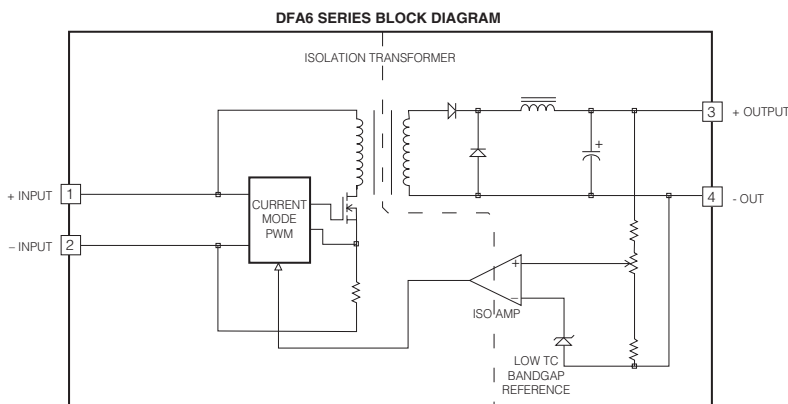 DFA6 SERIES BLOCK DIAGRAM
ISOLATION TRANSFORMER
3 + OUTPUT
+ INPUT 1
4 - OUT
CURRENT
MODE
PWM
– INPUT 2
+
+
–
ISO AMP
LOW TC
BANDGAP
REFERENCE